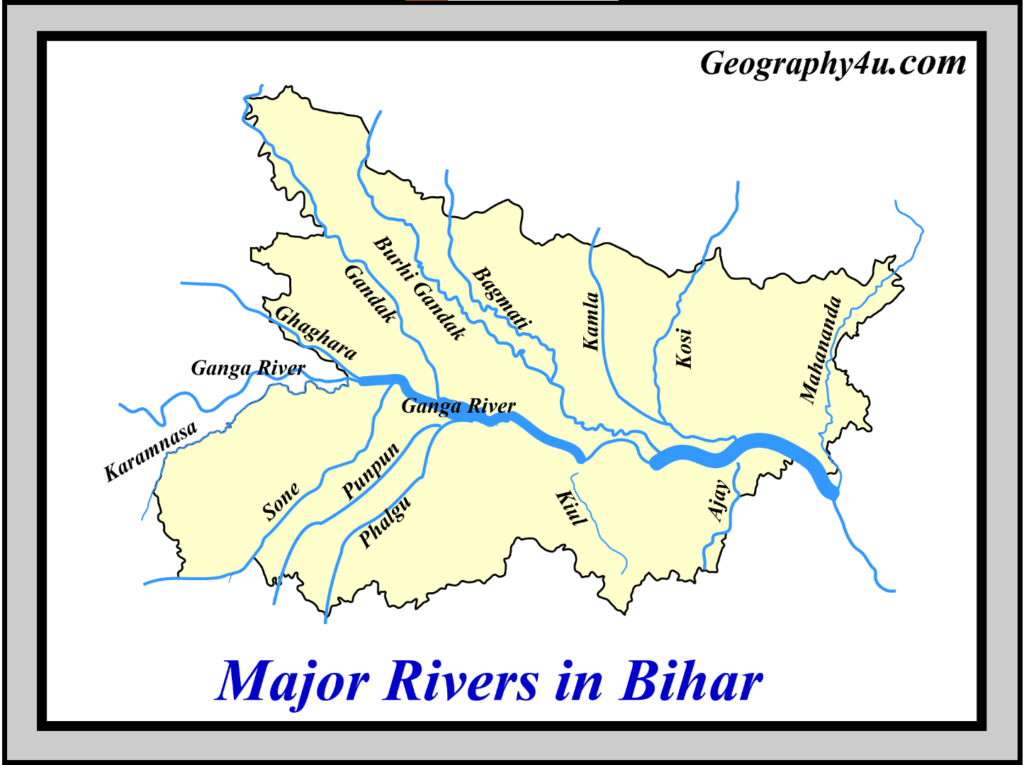 Geography4u.com
Burhi Gandak
Gandak
Bagmati
Kamla
Kosi
Mahananda
Ghaghara
Ganga River
Ganga River
Karamnasa
Sone
Punpun
Phalgu
Kiul
Ajay
Major Rivers in Bihar